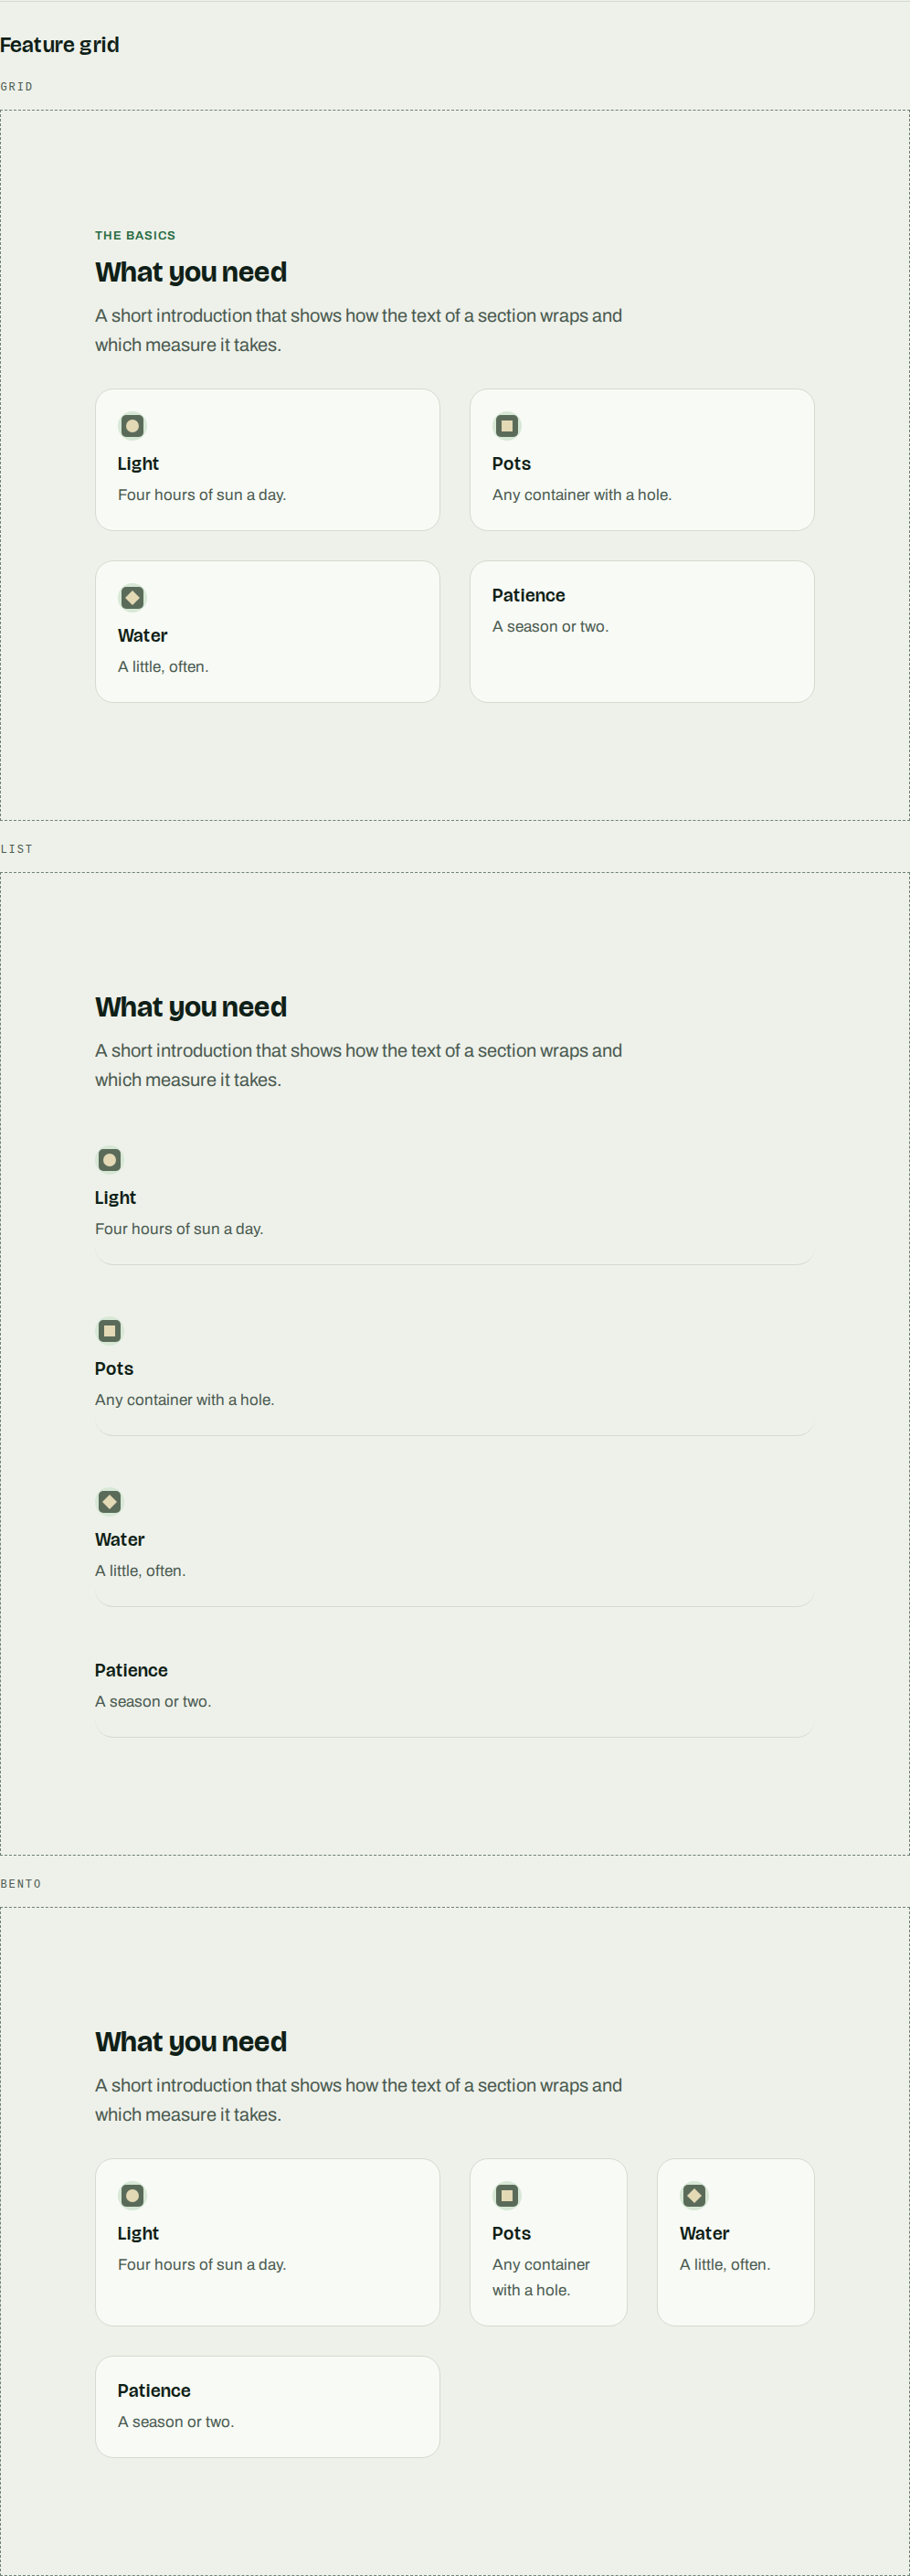 Feature grid
GRID
THE BASICS
What you need
A short introduction that shows how the text of a section wraps and
which measure it takes.
Light
Four hours of sun a day.
Pots
Any container with a hole.
Water
A little, often.
Patience
A season or two.
LIST
What you need
A short introduction that shows how the text of a section wraps and
which measure it takes.
Light
Four hours of sun a day.
Pots
Any container with a hole.
Water
A little, often.
Patience
A season or two.
BENTO
What you need
A short introduction that shows how the text of a section wraps and
which measure it takes.
Light
Four hours of sun a day.
Pots
Any container
with a hole.
Water
A little, often.
Patience
A season or two.